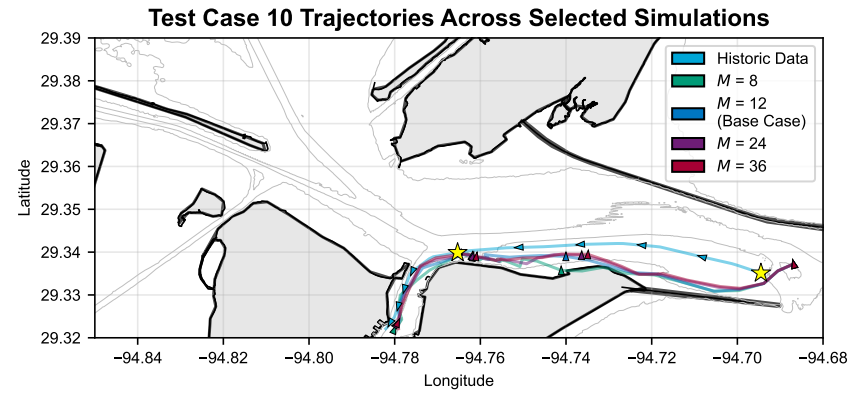 Test Case 10 Trajectories Across Selected Simulations
29.39
29.38
29.37
29.36
29.35
29.34
29.33
29.32
Latitude
Historic Data
M = 8
M = 12
(Base Case)
M = 24
M = 36
−94.84
−94.82
−94.80
−94.78
−94.76
−94.74
−94.72
−94.70
−94.68
Longitude